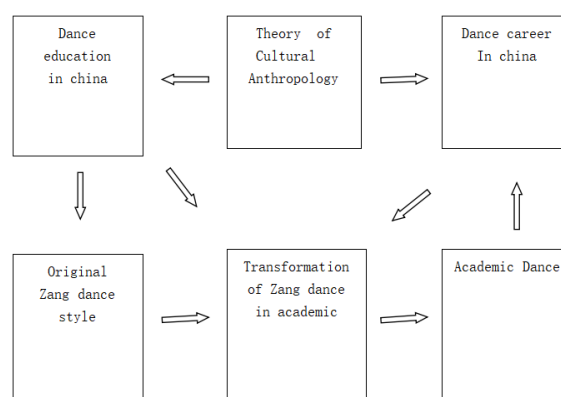 Dance
education
in china
Theory of
Cultural
Anthropology
Dance career
In china
Original
Zang dance
style
Transformation
of Zang dance
in academic
Academic Dance